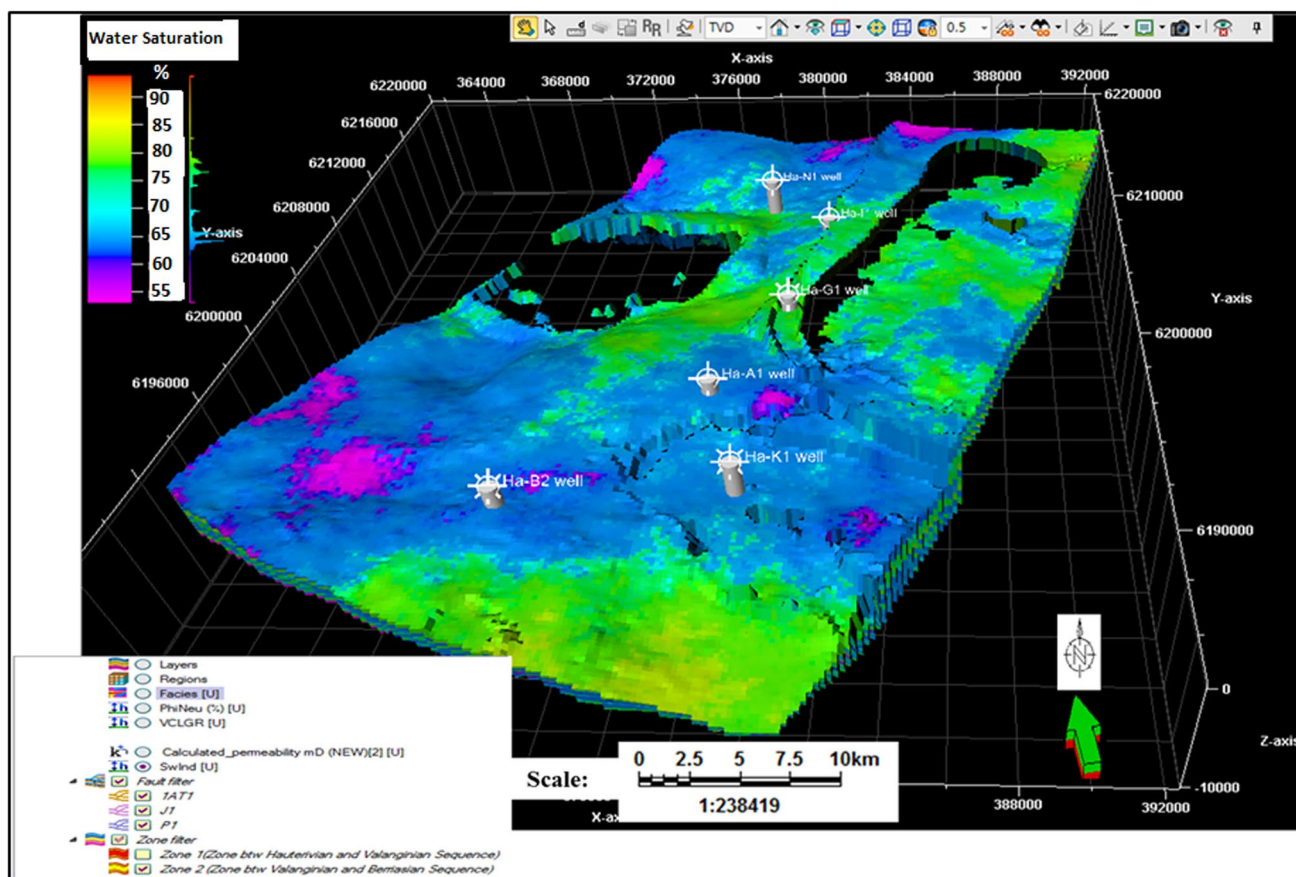 Water Saturation
TVD
0.5
%
90
85
80
75
70
65
60
55
X-axis
364000 368000 372000 376000 380000 384000 388000 392000
6220000
6216000
6212000
6208000
6204000
6200000
6196000
Y-axis
6220000
6210000
Y-axis
6200000
6190000
0
Z-axis
-10000
Ha-N1 well
well
Ha-G1 well
Ha-A1 well
Ha-K1 well
Ha-B2 well
N
Layers
Regions
Facies [U]
PhiNeu (%) [U]
VCLGR [U]
Calculated_permeability mD (NEW)[2] [U]
SwInd [U]
Fault filter
1AT1
J1
P1
Zone filter
Zone 1(Zone btw Hauterivian and Valanginian Sequence)
Zone 2 (Zone btw Valanginian and Berriasian Sequence)
Scale:
0 2.5 5 7.5 10km
1:238419
388000 392000